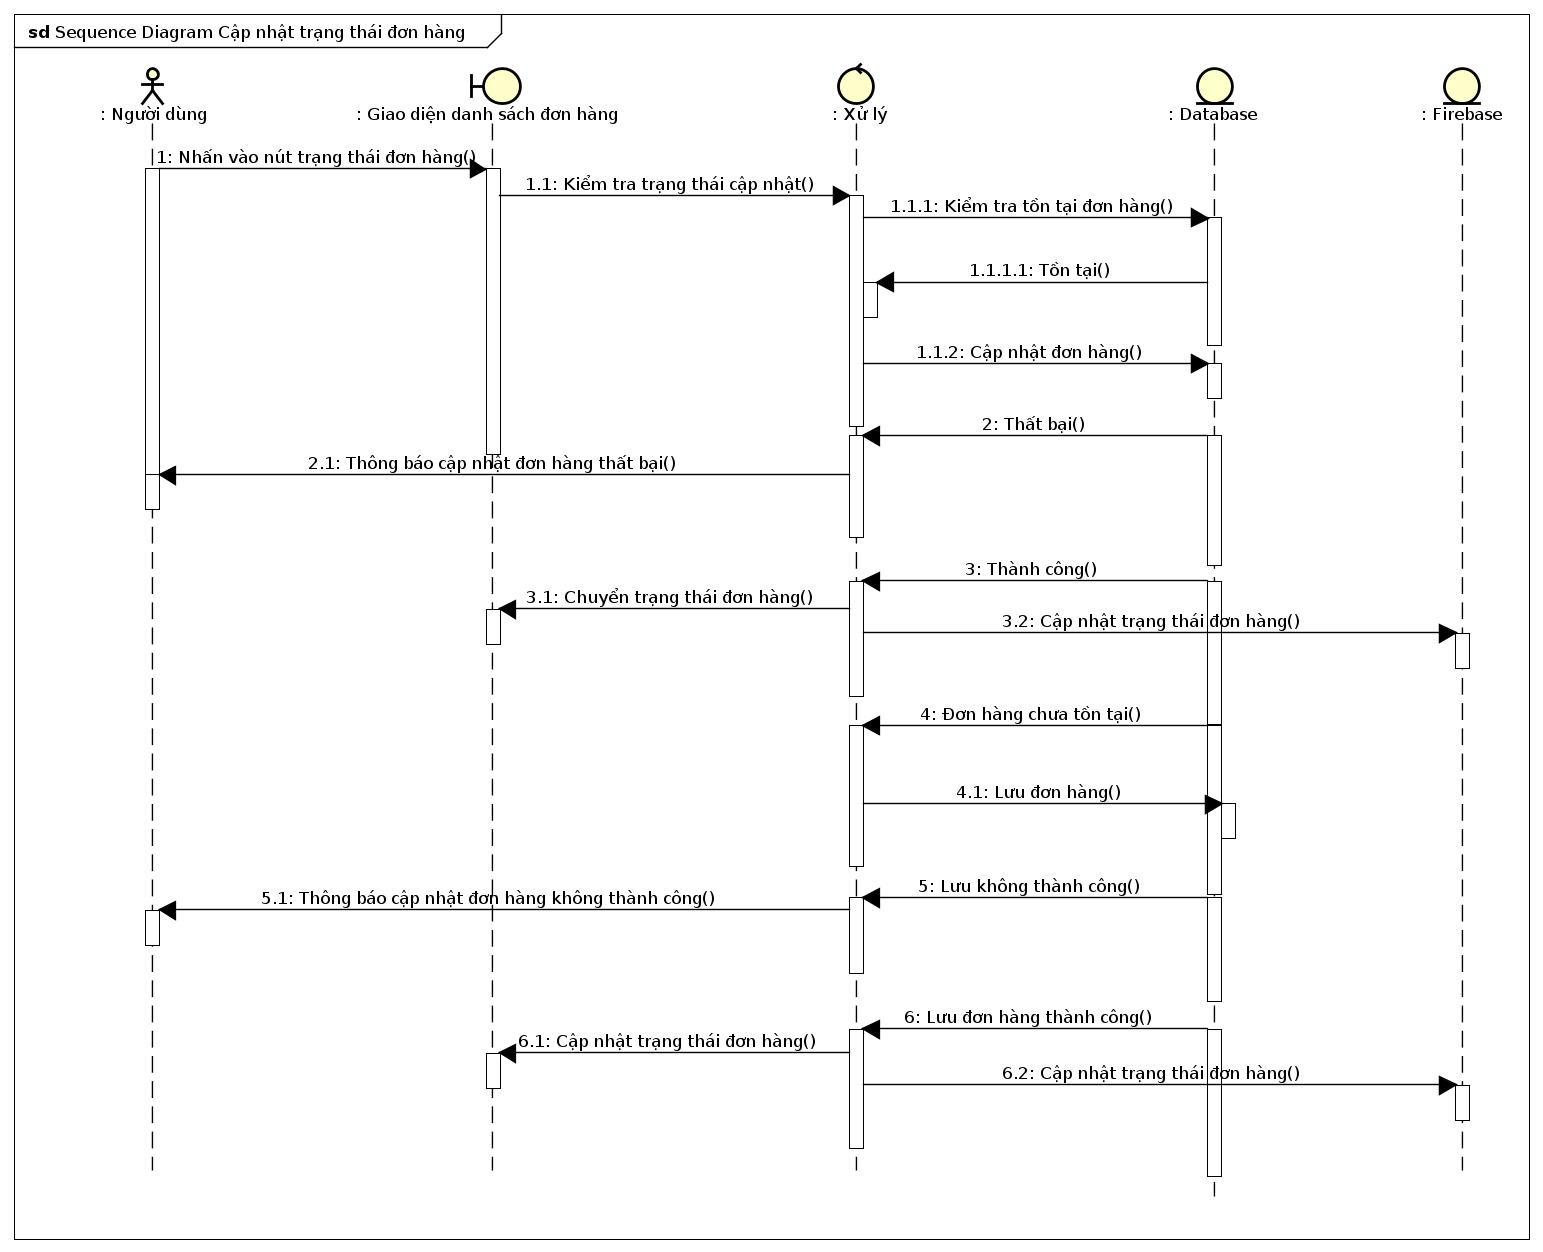 sd Sequence Diagram Cập nhật trạng thái đơn hàng
: Người dùng
: Giao diện danh sách đơn hàng
: Xử lý
: Database
: Firebase
1: Nhấn vào nút trạng thái đơn hàng()
1.1: Kiểm tra trạng thái cập nhật()
1.1.1: Kiểm tra tồn tại đơn hàng()
1.1.1.1: Tồn tại()
1.1.2: Cập nhật đơn hàng()
2: Thất bại()
2.1: Thông báo cập nhật đơn hàng thất bại()
3: Thành công()
3.1: Chuyển trạng thái đơn hàng()
3.2: Cập nhật trạng thái đơn hàng()
4: Đơn hàng chưa tồn tại()
4.1: Lưu đơn hàng()
5: Lưu không thành công()
5.1: Thông báo cập nhật đơn hàng không thành công()
6: Lưu đơn hàng thành công()
6.1: Cập nhật trạng thái đơn hàng()
6.2: Cập nhật trạng thái đơn hàng()